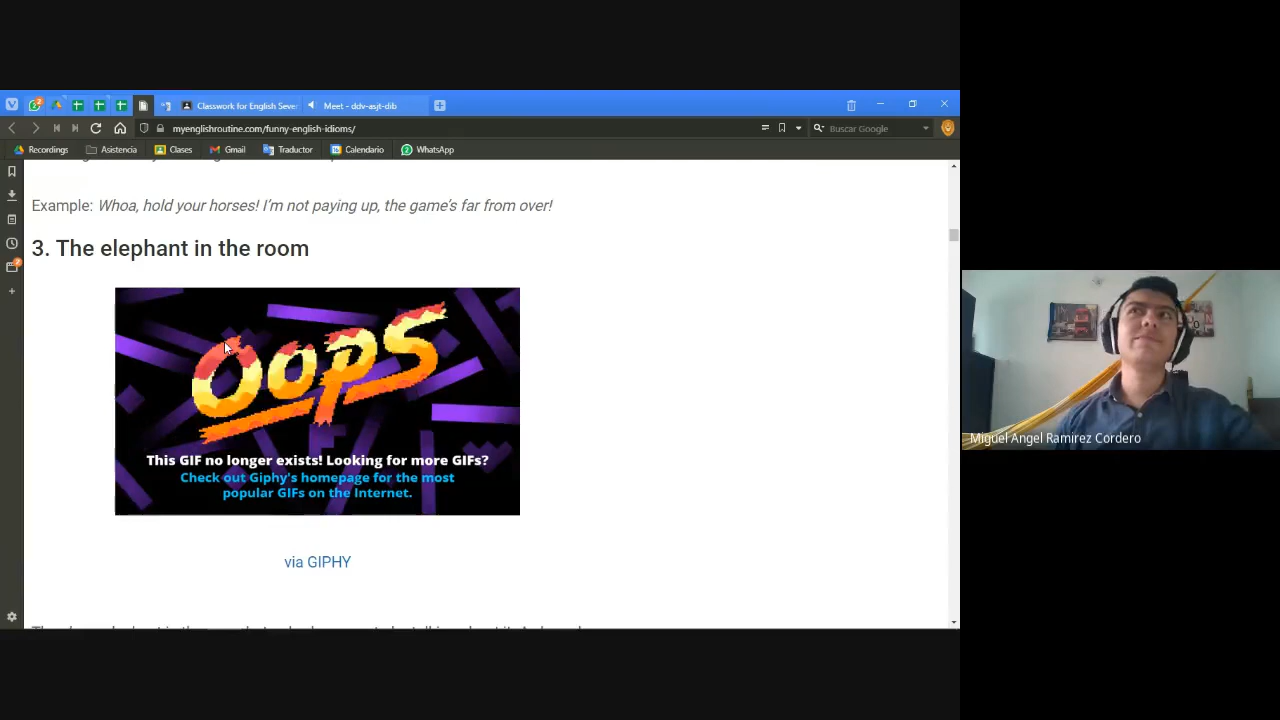 Classwork for English Seve
Meet - ddv-asjt-dib
myenglishroutine.com/funny-english-idioms/
Buscar Google
Recordings
Asistencia
Clases
Gmail
Traductor
Calendario
WhatsApp
Example: Whoa, hold your horses! I'm not paying up, the game's far from over!
3. The elephant in the room
Oops
This GIF no longer exists! Looking for more GIFs?
Check out Giphy's homepage for the most
popular GIFs on the Internet.
via GIPHY
Miguel Angel Ramirez Cordero